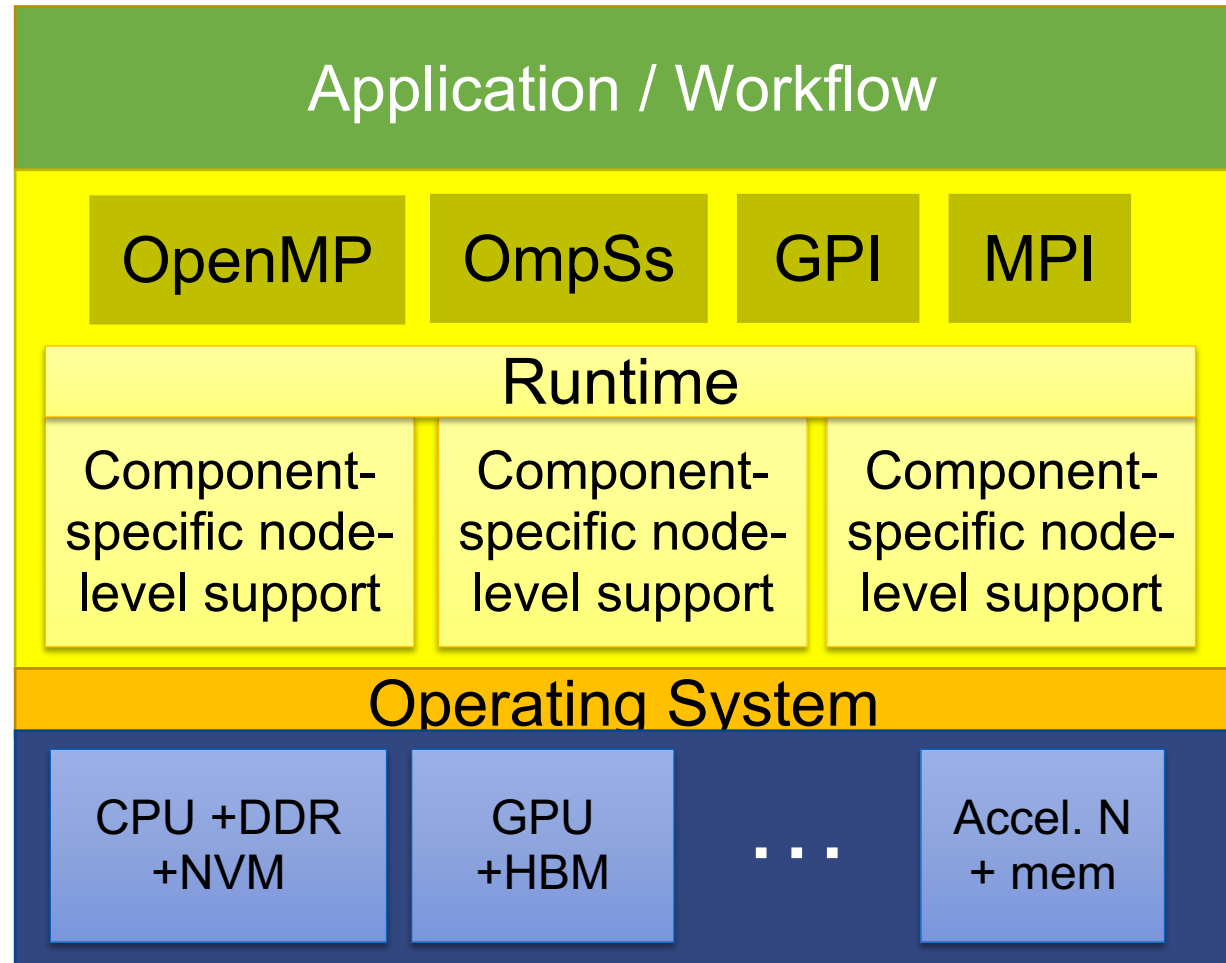 Application / Workflow
OpenMP OmpSs GPI MPI
Runtime
Component-
specific node-
level support
Component-
specific node-
level support
Component-
specific node-
level support
Operating System
CPU +DDR
+NVM
GPU
+HBM
...
Accel. N
+ mem